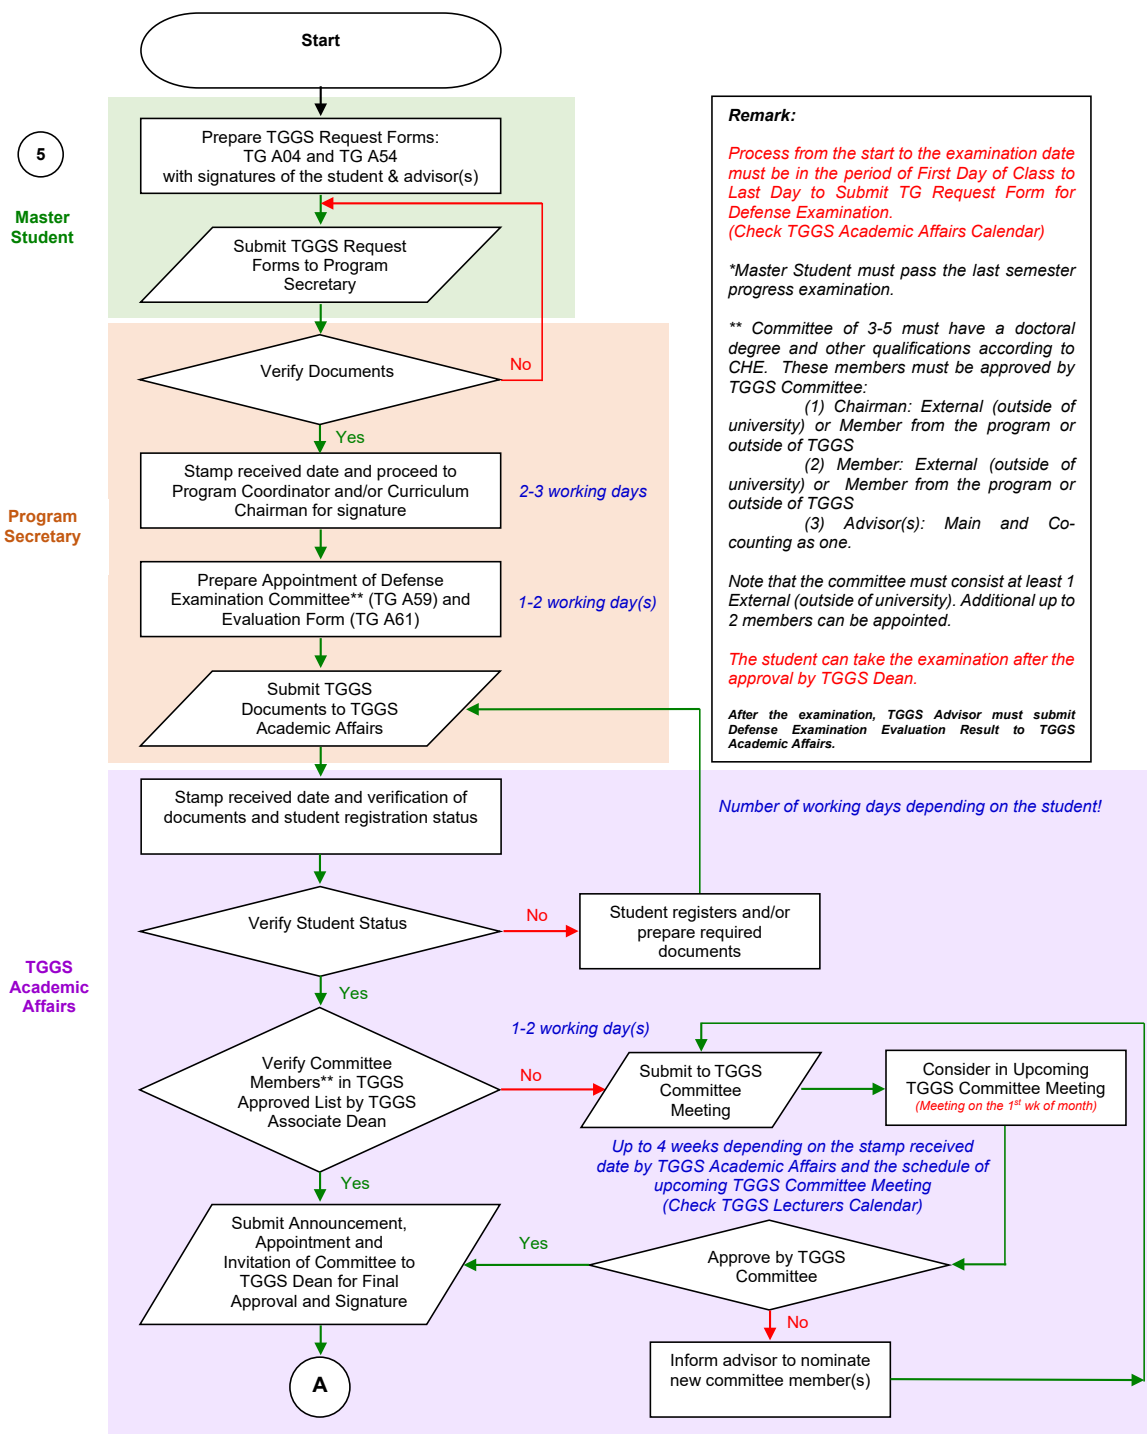 Start
5
Master
Student
Prepare TGGS Request Forms:
TG A04 and TG A54
with signatures of the student & advisor(s)
Submit TGGS Request
Forms to Program
Secretary
Program
Secretary
Verify Documents
No
Yes
Stamp received date and proceed to
Program Coordinator and/or Curriculum
Chairman for signature
2-3 working days
Prepare Appointment of Defense
Examination Committee** (TG A59) and
Evaluation Form (TG A61)
1-2 working day(s)
Submit TGGS
Documents to TGGS
Academic Affairs
Remark:
Process from the start to the examination date
must be in the period of First Day of Class to
Last Day to Submit TG Request Form for
Defense Examination.
(Check TGGS Academic Affairs Calendar)
*Master Student must pass the last semester
progress examination.
** Committee of 3-5 must have a doctoral
degree and other qualifications according to
CHE. These members must be approved by
TGGS Committee:
(1) Chairman: External (outside of
university) or Member from the program or
outside of TGGS
(2) Member: External (outside of
university) or Member from the program or
outside of TGGS
(3) Advisor(s): Main and Co-
counting as one.
Note that the committee must consist at least 1
External (outside of university). Additional up to
2 members can be appointed.
The student can take the examination after the
approval by TGGS Dean.
After the examination, TGGS Advisor must submit
Defense Examination Evaluation Result to TGGS
Academic Affairs.
TGGS
Academic
Affairs
Stamp received date and verification of
documents and student registration status
Number of working days depending on the student!
Verify Student Status
No
Student registers and/or
prepare required
documents
Yes
1-2 working day(s)
Verify Committee
Members** in TGGS
Approved List by TGGS
Associate Dean
No
Submit to TGGS
Committee
Meeting
Consider in Upcoming
TGGS Committee Meeting
(Meeting on the 1st wk of month)
Up to 4 weeks depending on the stamp received
date by TGGS Academic Affairs and the schedule of
upcoming TGGS Committee Meeting
(Check TGGS Lecturers Calendar)
Yes
Submit Announcement,
Appointment and
Invitation of Committee to
TGGS Dean for Final
Approval and Signature
Yes
Approve by TGGS
Committee
No
Inform advisor to nominate
new committee member(s)
A